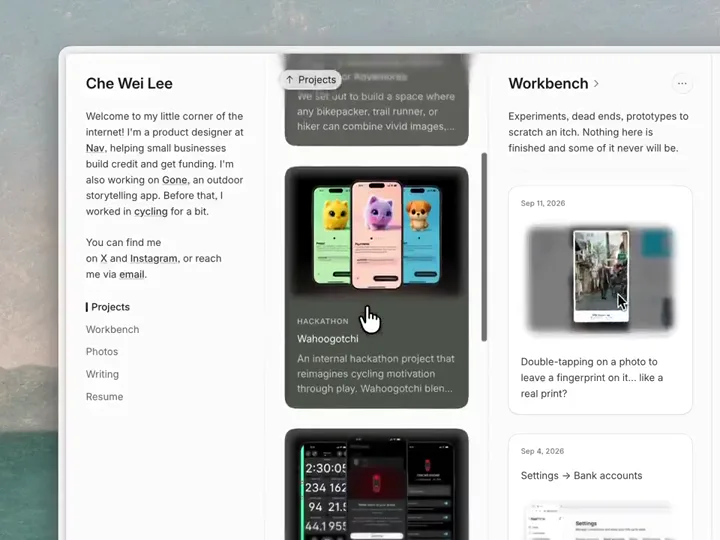 Che Wei Lee
Welcome to my little corner of the
internet! I'm a product designer at
Nav, helping small businesses
build credit and get funding. I'm
also working on Gone, an outdoor
storytelling app. Before that, I
worked in cycling for a bit.
You can find me
on X and Instagram, or reach
me via email.
Projects
Workbench
Photos
Writing
Resume
↑ Projects
We set out to build a space where
any bikepacker, trail runner, or
hiker can combine vivid images,...
HACKATHON
Wahoogotchi
An internal hackathon project that
reimagines cycling motivation
through play. Wahoogotchi blen...
2:30:05
234 162
94 21.5
44.1 955
Workbench >
...
Experiments, dead ends, prototypes to
scratch an itch. Nothing here is
finished and some of it never will be.
Sep 11, 2026
Double-tapping on a photo to
leave a fingerprint on it... like a
real print?
Sep 4, 2026
Settings → Bank accounts
Settings